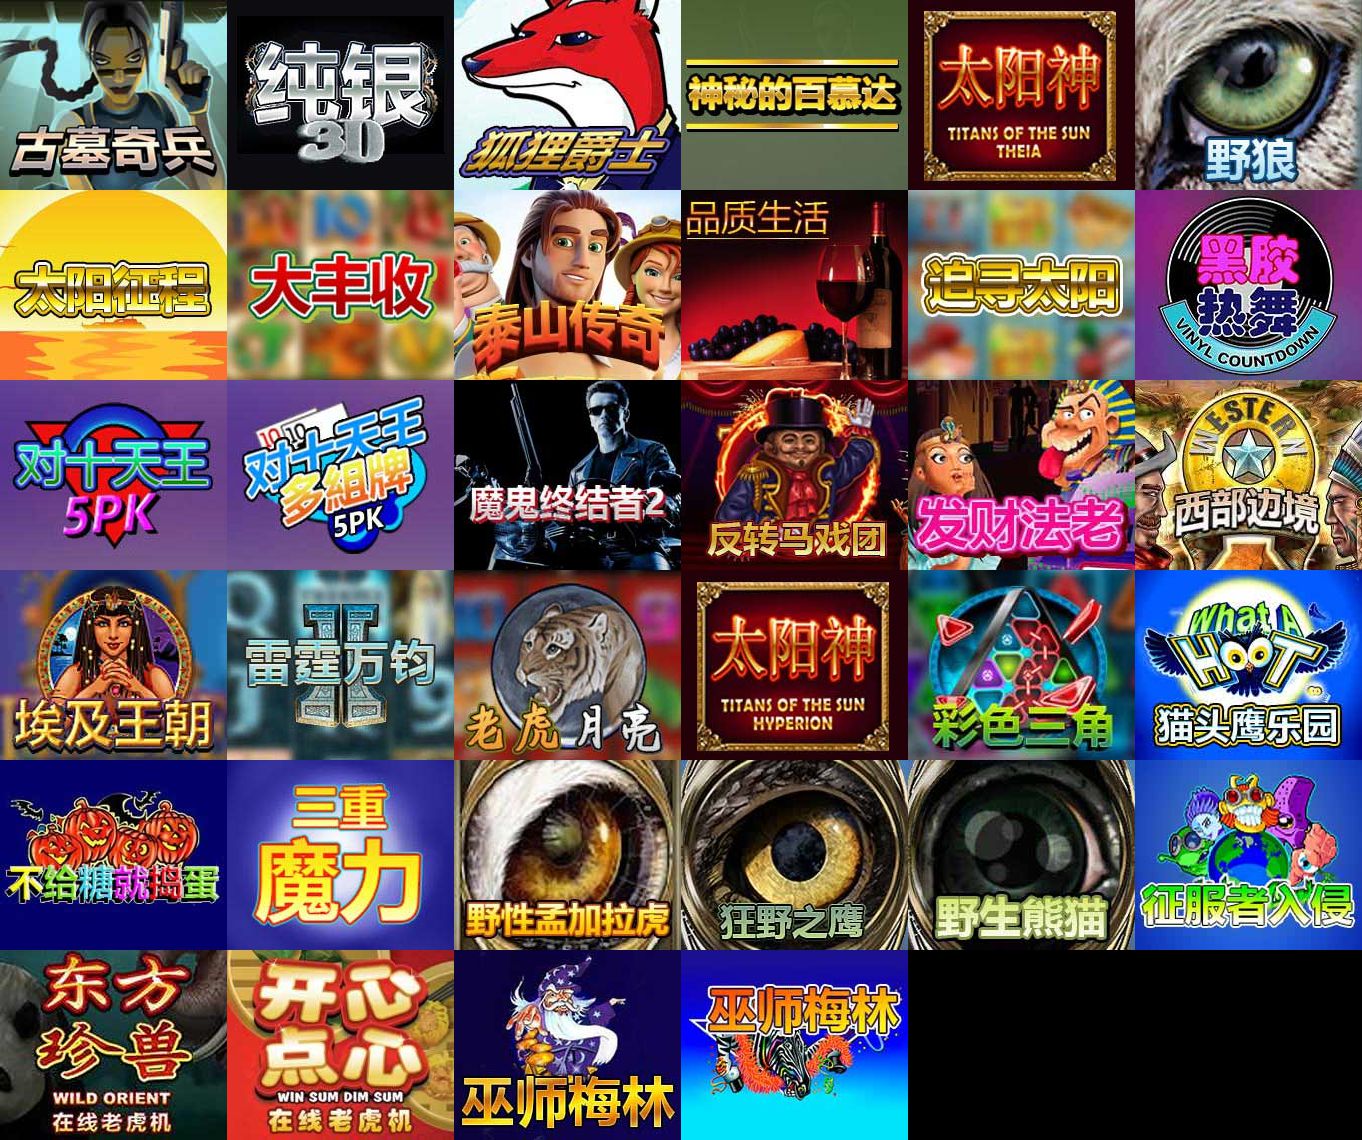 古墓奇兵
纯银
3D
狐狸爵士
神秘的百慕达
太阳神
TITANS OF THE SUN
THEIA
野狼
太阳征程
大丰收
泰山传奇
品质生活
追寻太阳
黑胶
热舞
VINYL COUNTDOWN
对十天王
5PK
10 10
对十天王
多組牌
5PK
魔鬼终结者2
反转马戏团
发财法老
WESTERN
西部边境
埃及王朝
雷霆万钧
老虎月亮
太阳神
TITANS OF THE SUN
HYPERION
彩色三角
What A
HOOT
猫头鹰乐园
不给糖就捣蛋
三重
魔力
野性孟加拉虎
狂野之鹰
野生熊猫
征服者入侵
东方
珍兽
WILD ORIENT
在线老虎机
开心
点心
WIN SUM DIM SUM
在线老虎机
巫师梅林
巫师梅林